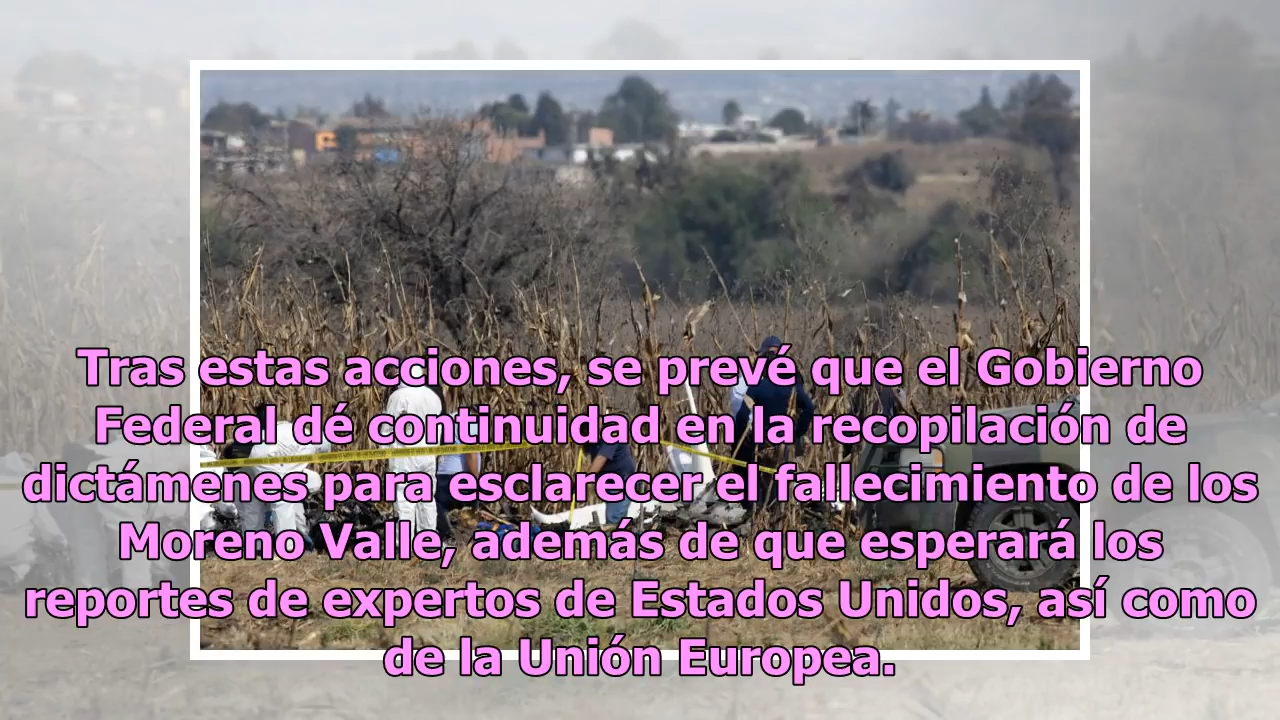 Tras estas acciones, se prevé que el Gobierno
Federal dé continuidad en la recopilación de
dictámenes para esclarecer el fallecimiento de los
Moreno Valle, además de que esperará los
reportes de expertos de Estados Unidos, así como
de la Unión Europea.